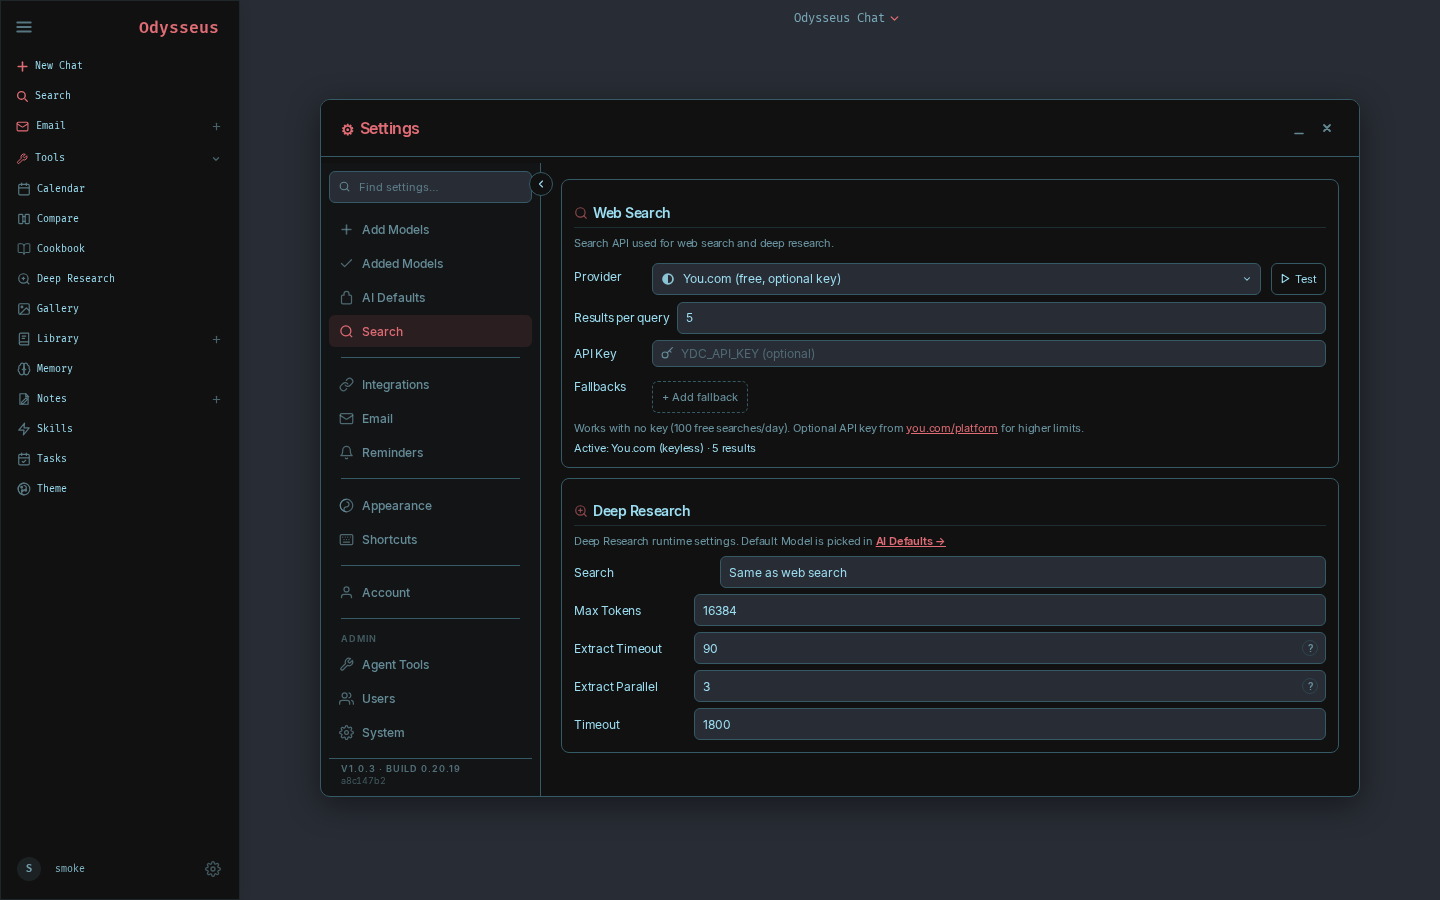 Odysseus
New Chat
Search
Email
Tools
Calendar
Compare
Cookbook
Deep Research
Gallery
Library
Memory
Notes
Skills
Tasks
Theme
S smoke
Odysseus Chat
Settings
Find settings...
Add Models
Added Models
AI Defaults
Search
Integrations
Email
Reminders
Appearance
Shortcuts
Account
ADMIN
Agent Tools
Users
System
V1.0.3 · BUILD 0.20.19
a8c147b2
Web Search
Search API used for web search and deep research.
Provider You.com (free, optional key) Test
Results per query 5
API Key YDC_API_KEY (optional)
Fallbacks + Add fallback
Works with no key (100 free searches/day). Optional API key from you.com/platform for higher limits.
Active: You.com (keyless) · 5 results
Deep Research
Deep Research runtime settings. Default Model is picked in AI Defaults →
Search Same as web search
Max Tokens 16384
Extract Timeout 90 ?
Extract Parallel 3 ?
Timeout 1800